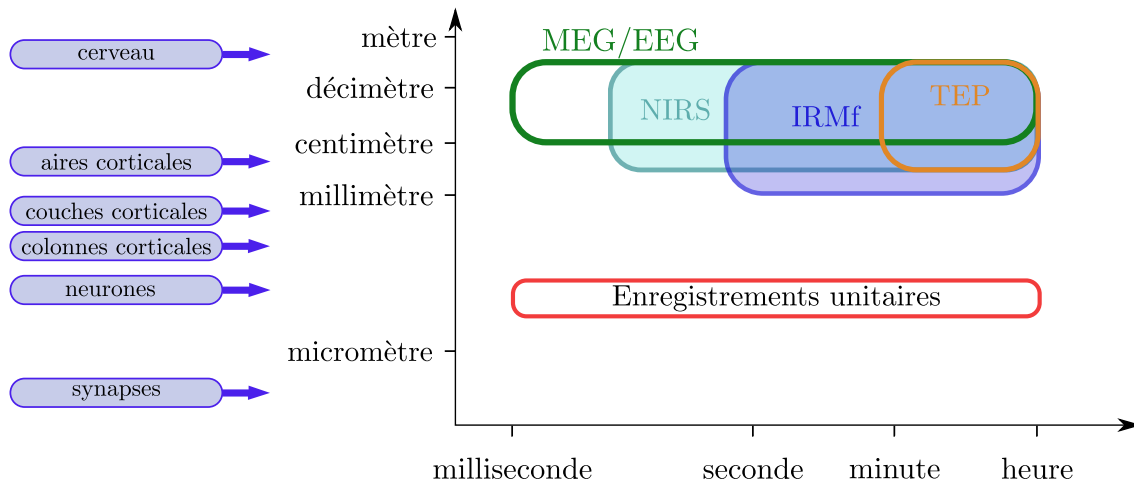 cerveau
aires corticales
couches corticales
colonnes corticales
neurones
synapses
mètre
décimètre
centimètre
millimètre
micromètre
MEG/EEG
NIRS
IRMf
TEP
Enregistrements unitaires
milliseconde
seconde
minute
heure